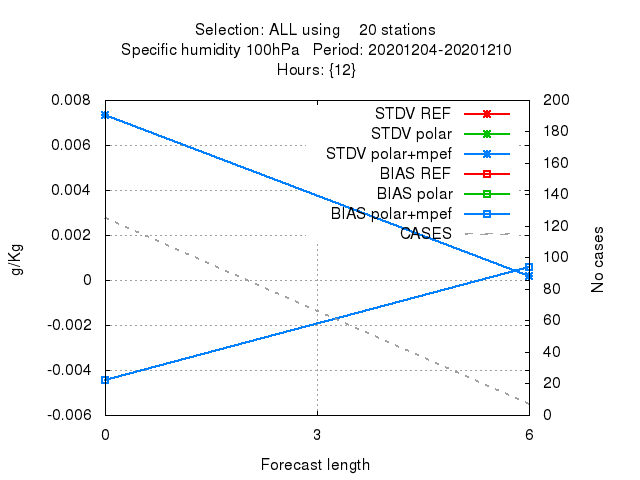 Selection: ALL using    20 stations
Specific humidity 100hPa   Period: 20201204-20201210
Hours: {12}
0.008
0.006
0.004
0.002
0
-0.002
-0.004
-0.006
g/Kg
STDV REF
STDV polar
STDV polar+mpef
BIAS REF
BIAS polar
BIAS polar+mpef
CASES
200
180
160
140
120
100
80
60
40
20
0
No cases
0 3 6
Forecast length